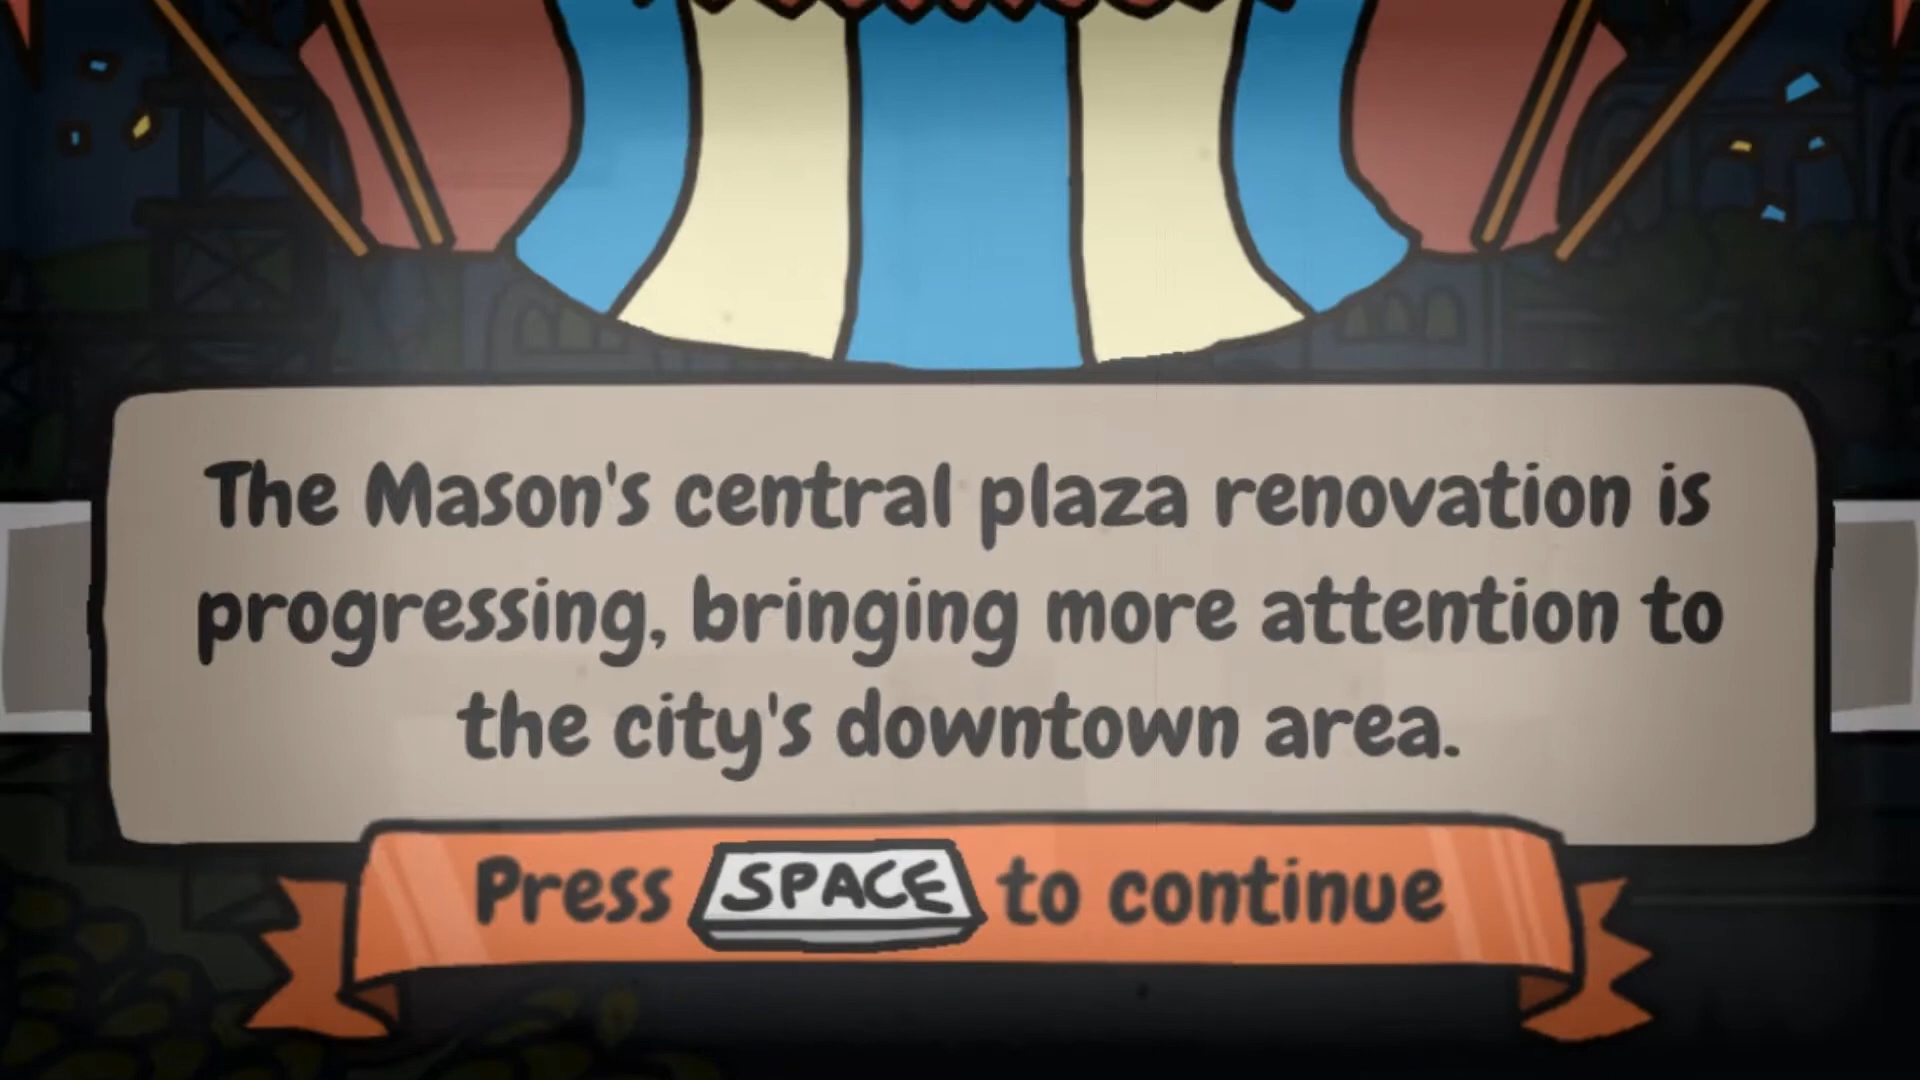 The Mason's central plaza renovation is
progressing, bringing more attention to
the city's downtown area.
Press SPACE to continue